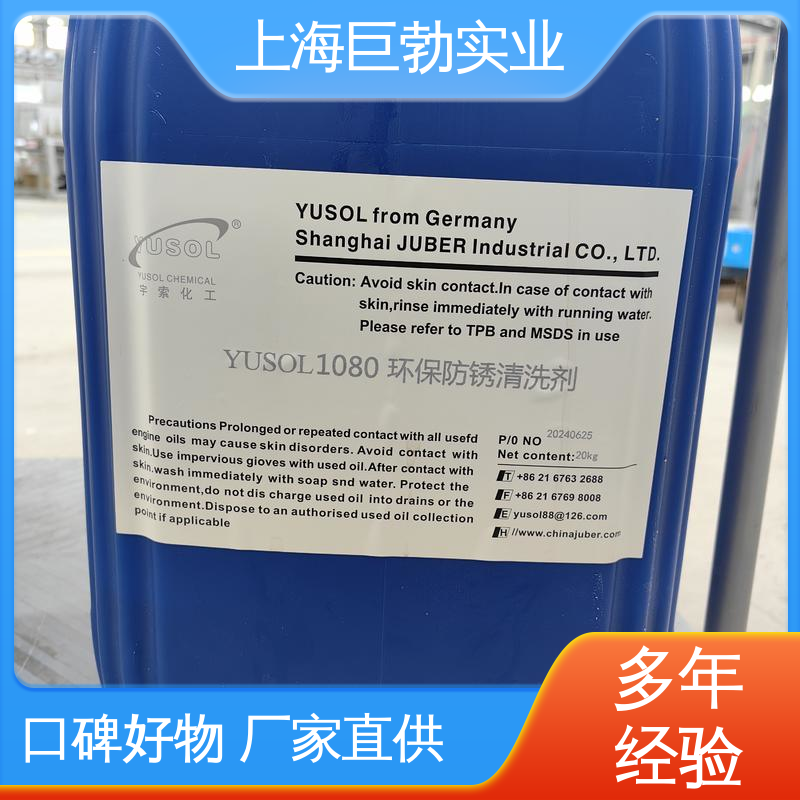 上海巨勃实业
YUSOL®
YUSOL CHEMICAL
宇索化工
YUSOL from Germany
Shanghai JUBER Industrial CO., LTD.
Caution: Avoid skin contact.In case of contact with
skin,rinse immediately with running water.
Please refer to TPB and MSDS in use
YUSOL1080 环保防锈清洗剂
Precautions Prolonged or repeated contact with all usefd
engine oils may cause skin disorders. Avoid contact with
skin.Use impervious gloves with used oil.After contact with
skin.wash immediately with soap snd water. Protect the
environment,do not dis charge used oil into drains or the
environment.Dispose to an authorised used oil collection
point if applicable
P/0 NO 20240625
Net content:20kg
T +86 21 6763 2688
F +86 21 6769 8008
E yusol88@126.com
H //www.chinajuber.com
口碑好物 厂家直供
多年
经验